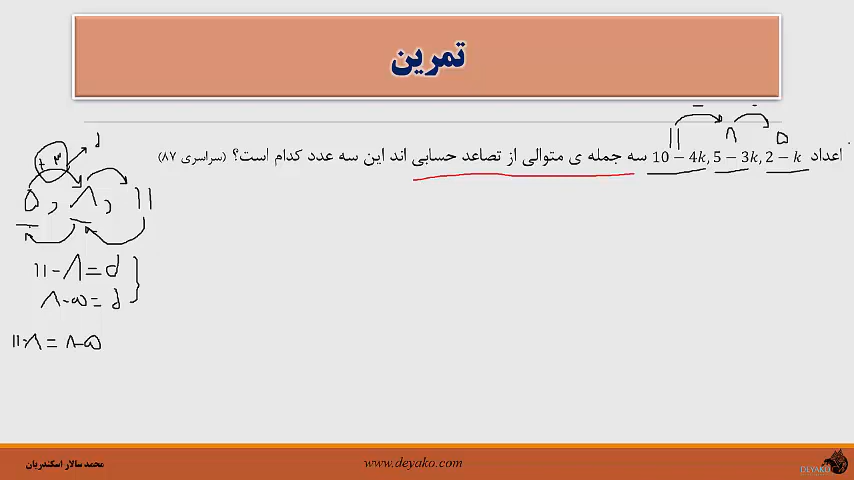 تمرین
۱۱ ۸ ۵
اعداد 10 − 4k, 5 − 3k, 2 − k سه جمله ی متوالی از تصاعد حسابی اند این سه عدد کدام است؟ (سراسری ۸۷)
+۳ d
۵, ۸, ۱۱
۱۱-۸=d
۸-۵=d
۱۱-۸=۸-۵
محمد سالار اسکندریان
www.deyako.com
DEYAKO